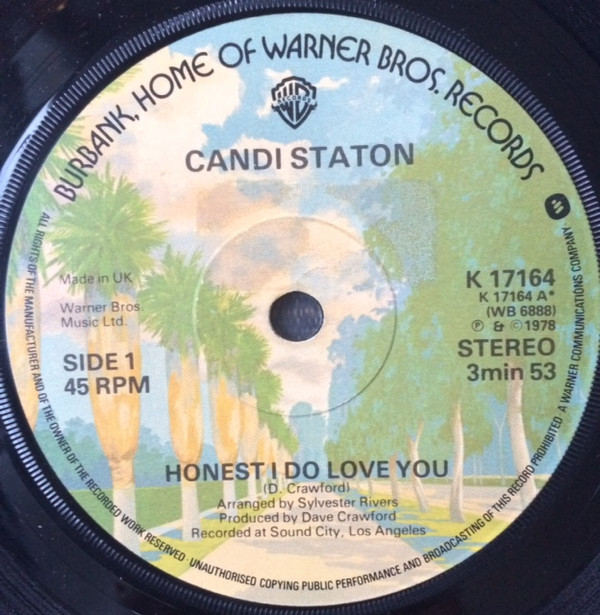 BURBANK, HOME OF WARNER BROS. RECORDS
RECORDS
CANDI STATON
Made in UK
Warner Bros.
Music Ltd.
SIDE 1
45 RPM
K 17164
K 17164 A*
(WB 6888)
Ⓟ & © 1978
STEREO
3min 53
HONEST I DO LOVE YOU
(D. Crawford)
Arranged by Sylvester Rivers
Produced by Dave Crawford
Recorded at Sound City, Los Angeles
ALL RIGHTS OF THE MANUFACTURER AND OF THE OWNER OF THE RECORDED WORK RESERVED UNAUTHORISED COPYING PUBLIC PERFORMANCE AND BROADCASTING OF THIS RECORD PROHIBITED A WARNER COMMUNICATIONS COMPANY